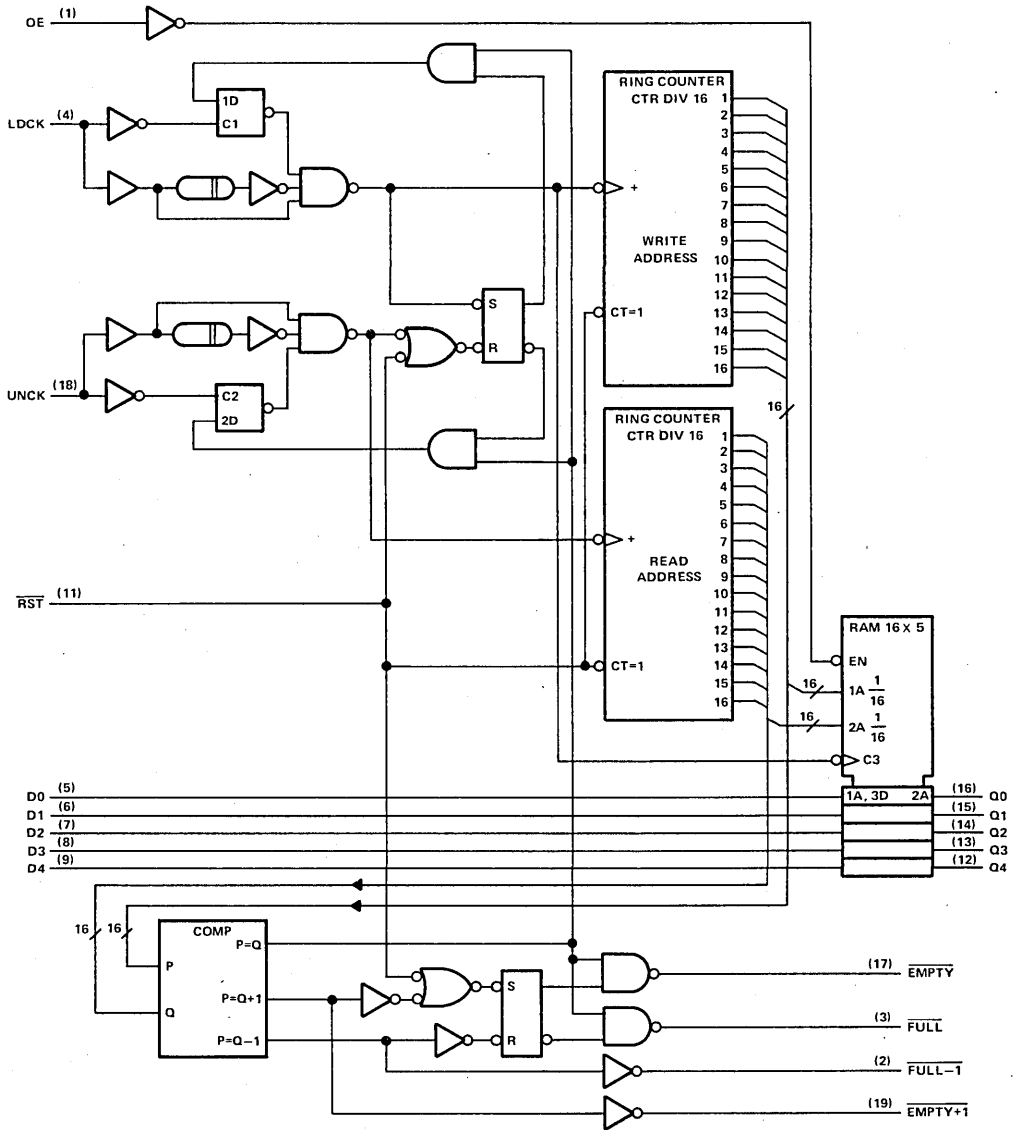 OE (1)
1D
C1
LDCK (4)
RING COUNTER
CTR DIV 16
1
2
3
4
5
6
7
8
9
10
11
12
13
14
15
16
+
WRITE
ADDRESS
CT=1
S
R
UNCK (18)
C2
2D
16
RING COUNTER
CTR DIV 16
1
2
3
4
5
6
7
8
9
10
11
12
13
14
15
16
+
READ
ADDRESS
CT=1
RST (11)
RAM 16 X 5
EN
16
1A 1/16
16
2A 1/16
C3
D0 (5)
1A, 3D 2A
(16) Q0
D1 (6)
(15) Q1
D2 (7)
(14) Q2
D3 (8)
(13) Q3
D4 (9)
(12) Q4
16
16
COMP
P=Q
P
P=Q+1
Q
P=Q−1
S
R
(17) EMPTY
(3) FULL
(2) FULL−1
(19) EMPTY+1